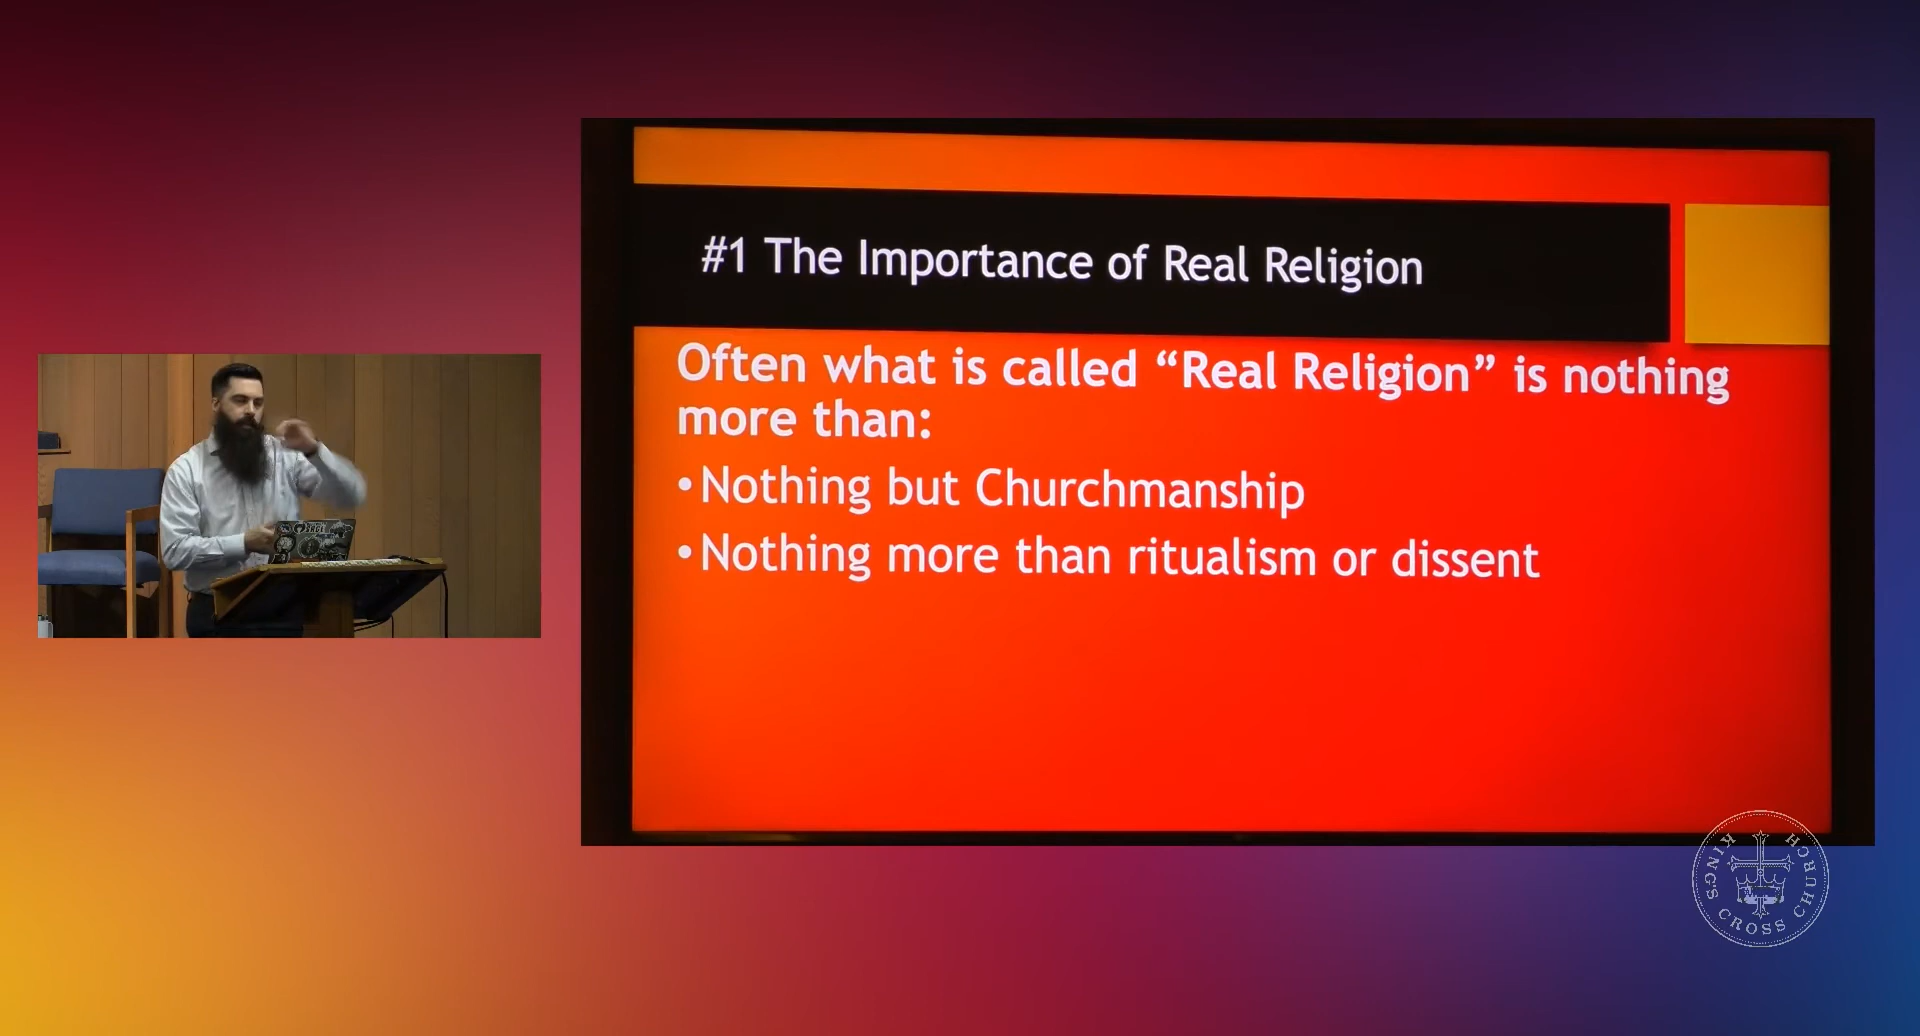 #1 The Importance of Real Religion
Often what is called “Real Religion” is nothing
more than:
•Nothing but Churchmanship
•Nothing more than ritualism or dissent
KING'S CROSS CHURCH